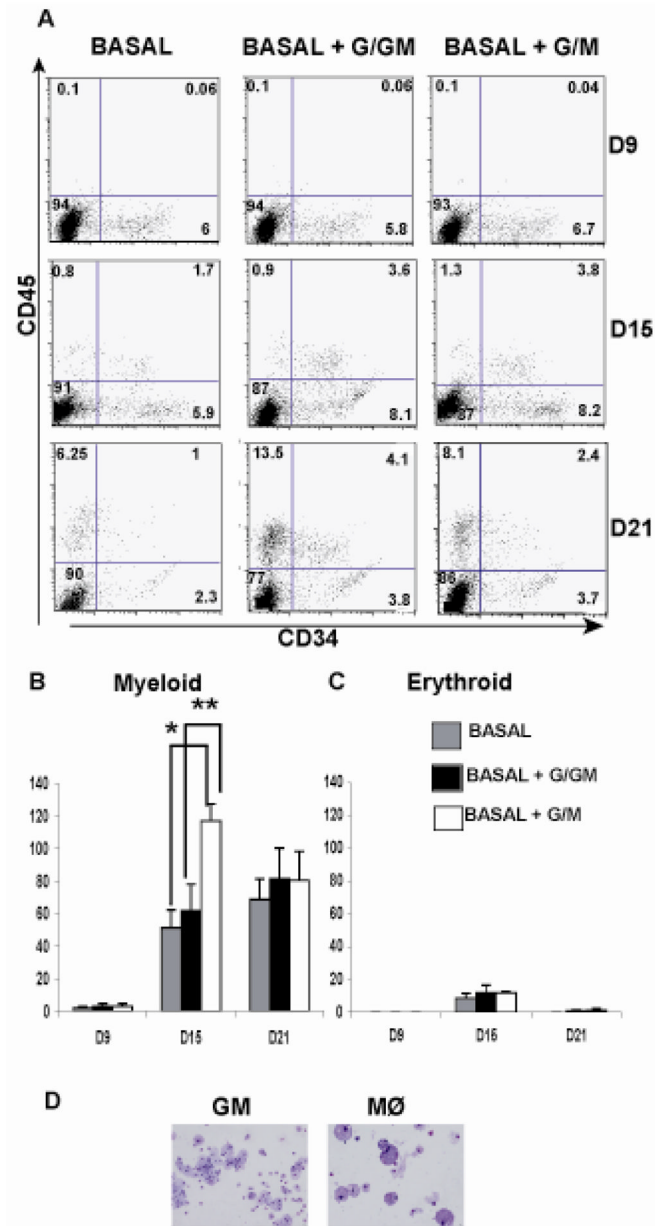 A
BASAL BASAL + G/GM BASAL + G/M
0.1 0.06 0.1 0.06 0.1 0.04
D9
94 94 93
6 5.8 6.7
CD45
0.8 1.7 0.9 3.6 1.3 3.8
D15
91 87 87
5.9 8.1 8.2
6.25 1 13.5 4.1 8.1 2.4
D21
90 77 86
2.3 3.8 3.7
CD34
B Myeloid
* **
140
120
100
80
60
40
20
0
D9 D15 D21
C Erythroid
BASAL
BASAL + G/GM
BASAL + G/M
140
120
100
80
60
40
20
0
D9 D16 D21
D
GM MØ